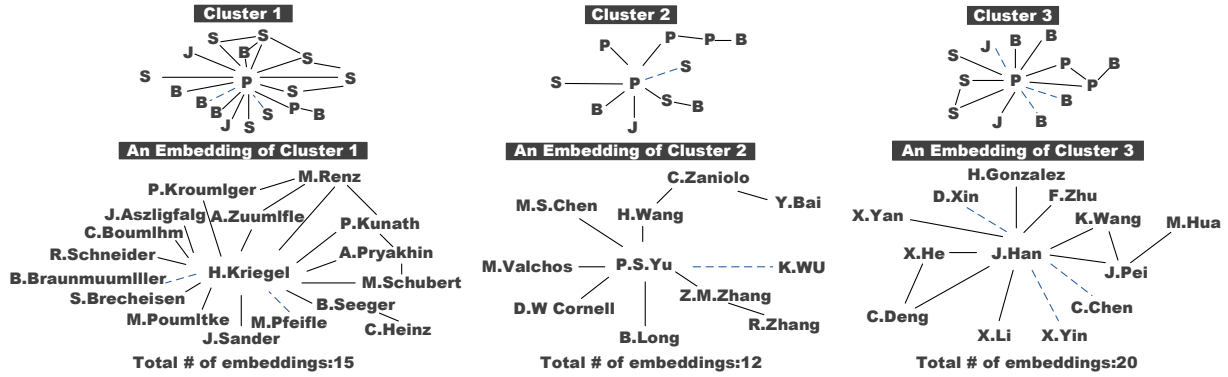 Cluster 1
S
S
J
B
S
S
P
S
B
S
B
B
S
P
B
J
S
An Embedding of Cluster 1
M.Renz
P.Kroumlger
J.Aszligfalg
A.Zuumlfle
P.Kunath
C.Boumlhm
R.Schneider
A.Pryakhin
H.Kriegel
B.Braunmuumlller
M.Schubert
S.Brecheisen
B.Seeger
M.Poumltke
M.Pfeifle
C.Heinz
J.Sander
Total # of embeddings:15
Cluster 2
P
P
P
B
S
S
P
B
S
B
J
An Embedding of Cluster 2
C.Zaniolo
M.S.Chen
Y.Bai
H.Wang
M.Valchos
P.S.Yu
K.WU
Z.M.Zhang
D.W Cornell
R.Zhang
B.Long
Total # of embeddings:12
Cluster 3
J
B
B
S
P
B
S
P
P
S
B
J
B
An Embedding of Cluster 3
H.Gonzalez
D.Xin
F.Zhu
X.Yan
K.Wang
M.Hua
X.He
J.Han
J.Pei
C.Chen
C.Deng
X.Li
X.Yin
Total # of embeddings:20